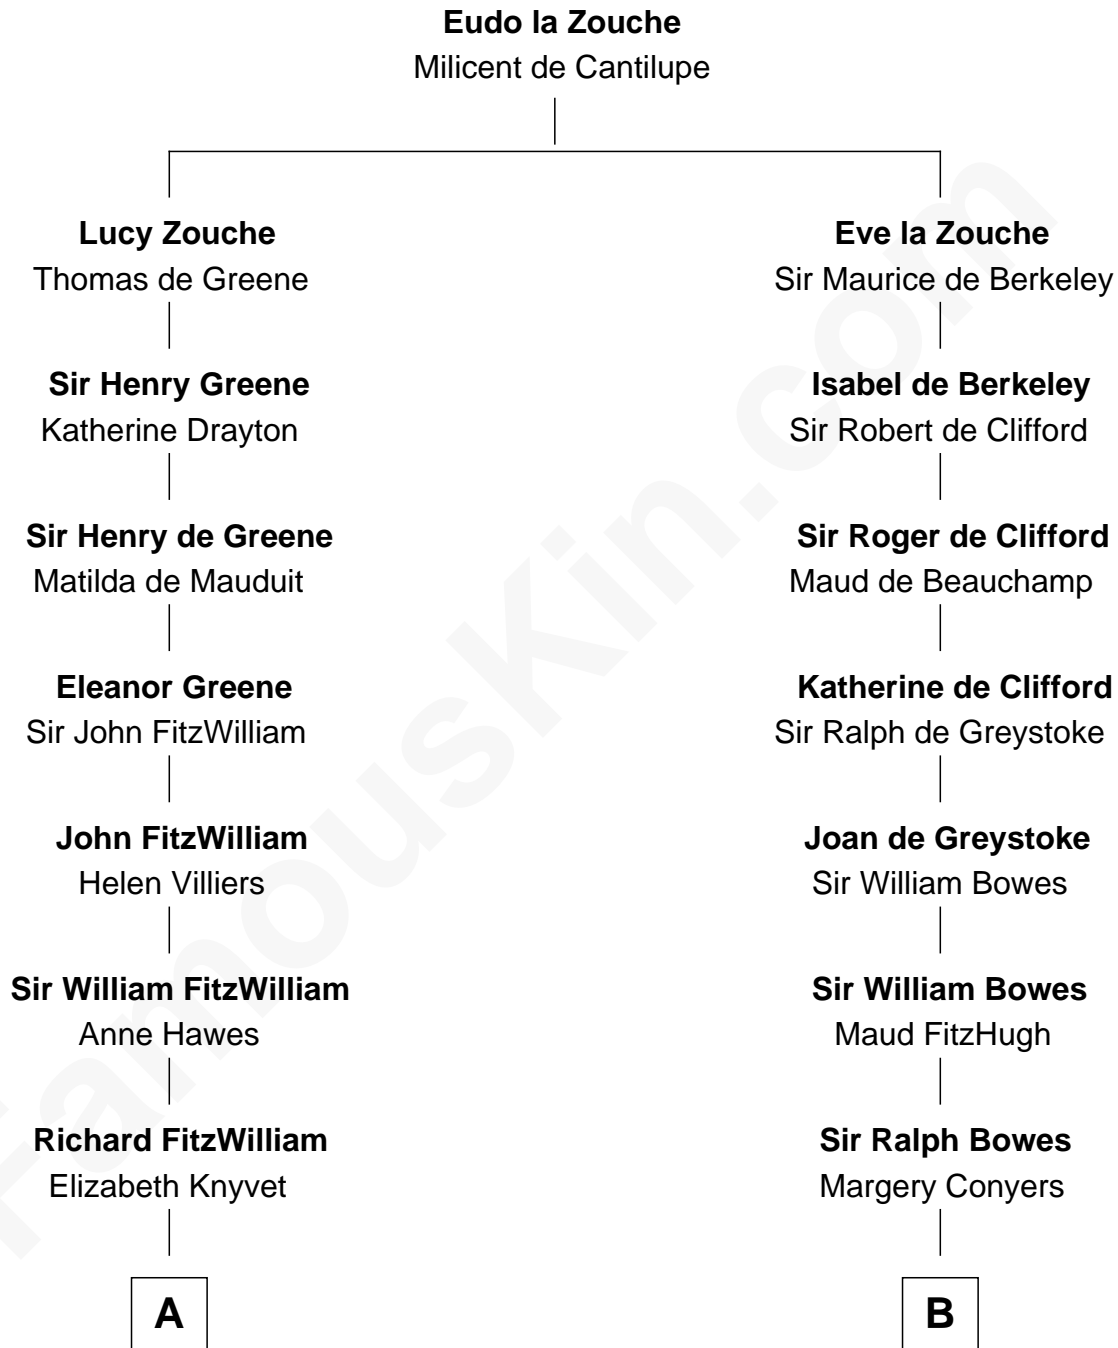 Eudo la Zouche
Milicent de Cantilupe
Lucy Zouche
Thomas de Greene
Eve la Zouche
Sir Maurice de Berkeley
Sir Henry Greene
Katherine Drayton
Isabel de Berkeley
Sir Robert de Clifford
Sir Henry de Greene
Matilda de Mauduit
Sir Roger de Clifford
Maud de Beauchamp
Eleanor Greene
Sir John FitzWilliam
Katherine de Clifford
Sir Ralph de Greystoke
John FitzWilliam
Helen Villiers
Joan de Greystoke
Sir William Bowes
Sir William FitzWilliam
Anne Hawes
Sir William Bowes
Maud FitzHugh
Richard FitzWilliam
Elizabeth Knyvet
Sir Ralph Bowes
Margery Conyers
A
B
FamousKin.com